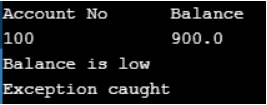 Account No Balance
100 900.0
Balance is low
Exception caught